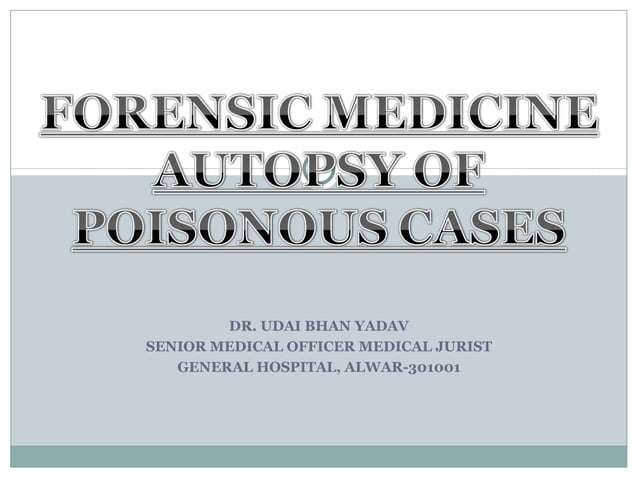 FORENSIC MEDICINE
AUTOPSY OF
POISONOUS CASES
DR. UDAI BHAN YADAV
SENIOR MEDICAL OFFICER MEDICAL JURIST
GENERAL HOSPITAL, ALWAR-301001